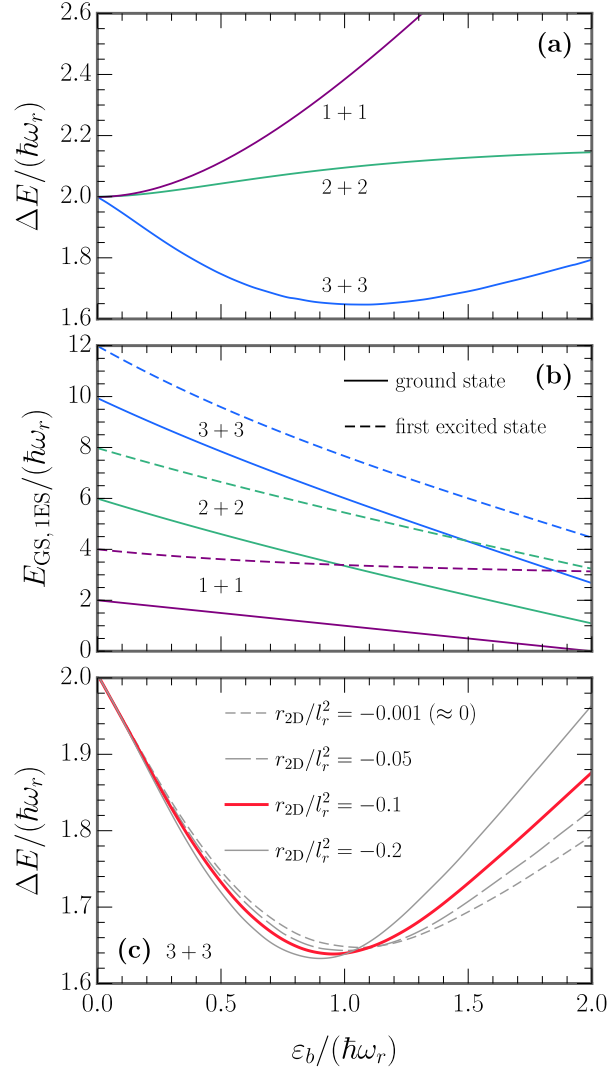 2.6
2.4
2.2
2.0
1.8
1.6
ΔE/(ℏω_r)
(a)
1 + 1
2 + 2
3 + 3
12
10
8
6
4
2
0
E_GS, 1ES/(ℏω_r)
(b)
ground state
first excited state
3 + 3
2 + 2
1 + 1
2.0
1.9
1.8
1.7
1.6
ΔE/(ℏω_r)
r_2D/l_r^2 = −0.001 (≈ 0)
r_2D/l_r^2 = −0.05
r_2D/l_r^2 = −0.1
r_2D/l_r^2 = −0.2
(c) 3 + 3
0.0 0.5 1.0 1.5 2.0
ε_b/(ℏω_r)